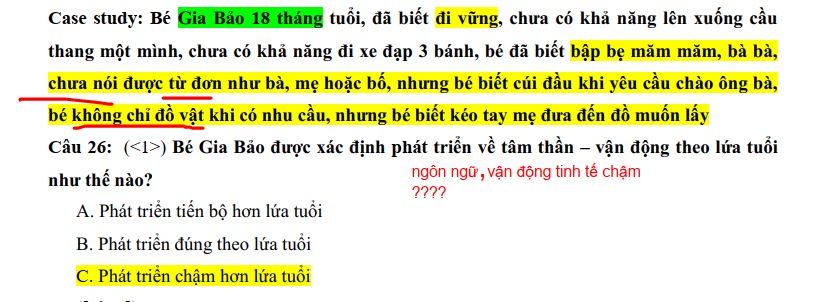 Case study: Bé Gia Bảo 18 tháng tuổi, đã biết đi vững, chưa có khả năng lên xuống cầu
thang một mình, chưa có khả năng đi xe đạp 3 bánh, bé đã biết bập bẹ măm măm, bà bà,
chưa nói được từ đơn như bà, mẹ hoặc bố, nhưng bé biết cúi đầu khi yêu cầu chào ông bà,
bé không chỉ đồ vật khi có nhu cầu, nhưng bé biết kéo tay mẹ đưa đến đồ muốn lấy
Câu 26: (<1>) Bé Gia Bảo được xác định phát triển về tâm thần – vận động theo lứa tuổi
như thế nào?
ngôn ngữ, vận động tinh tế chậm
????
A. Phát triển tiến bộ hơn lứa tuổi
B. Phát triển đúng theo lứa tuổi
C. Phát triển chậm hơn lứa tuổi